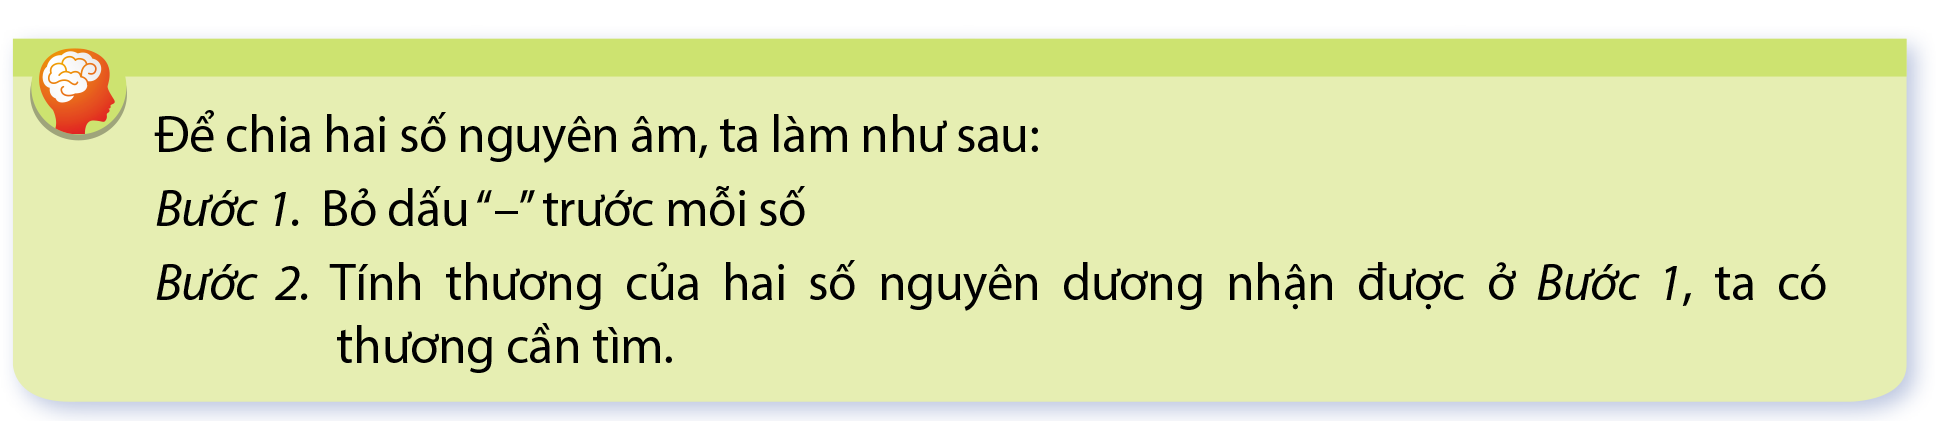 Để chia hai số nguyên âm, ta làm như sau:
Bước 1. Bỏ dấu “–” trước mỗi số
Bước 2. Tính thương của hai số nguyên dương nhận được ở Bước 1, ta có
thương cần tìm.